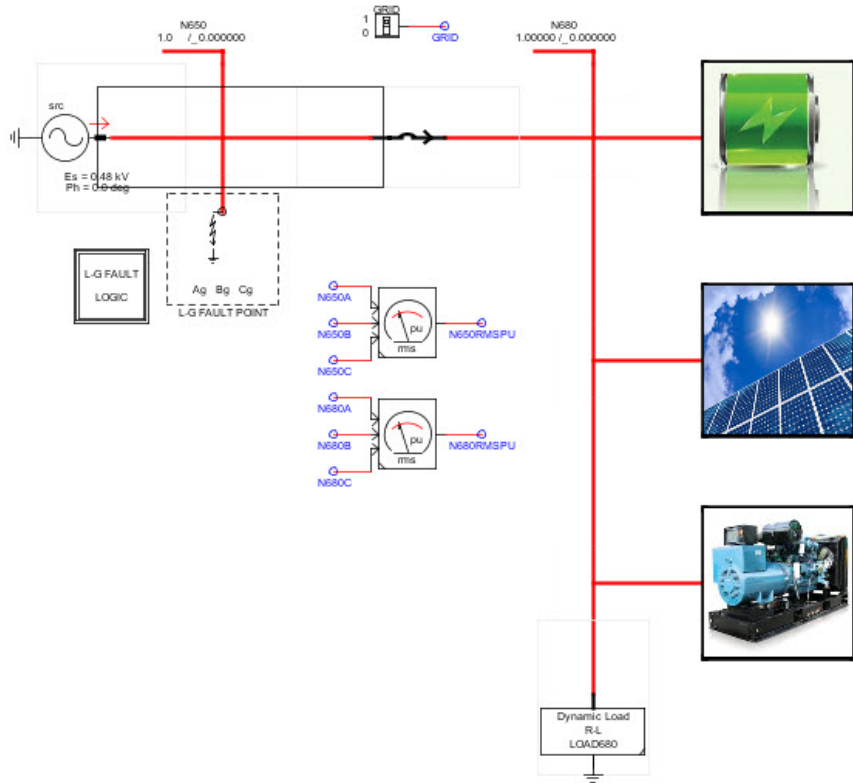 N650
1.0 /_0.000000
GRID
1
0
GRID
N680
1.00000 /_0.000000
src
Es = 0.48 kV
Ph = 0.0 deg
L-G FAULT
LOGIC
Ag Bg Cg
L-G FAULT POINT
N650A
N650B
N650C
pu
rms
N650RMSPU
N680A
N680B
N680C
pu
rms
N680RMSPU
Dynamic Load
R-L
LOAD680